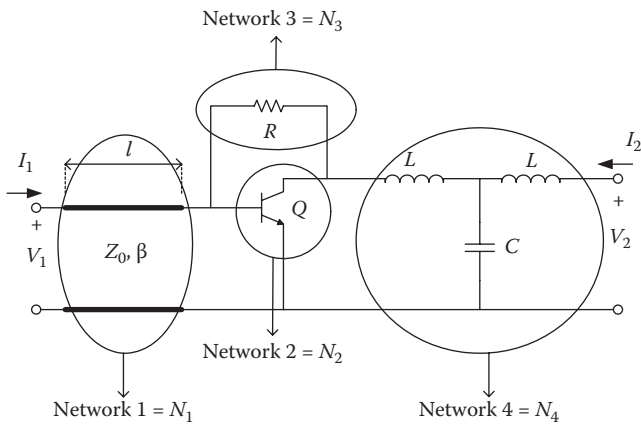 Network 3 = N₃
R
I₁
l
L
L
I₂
Q
+
V₁
Z₀, β
C
+
V₂
Network 2 = N₂
Network 1 = N₁
Network 4 = N₄